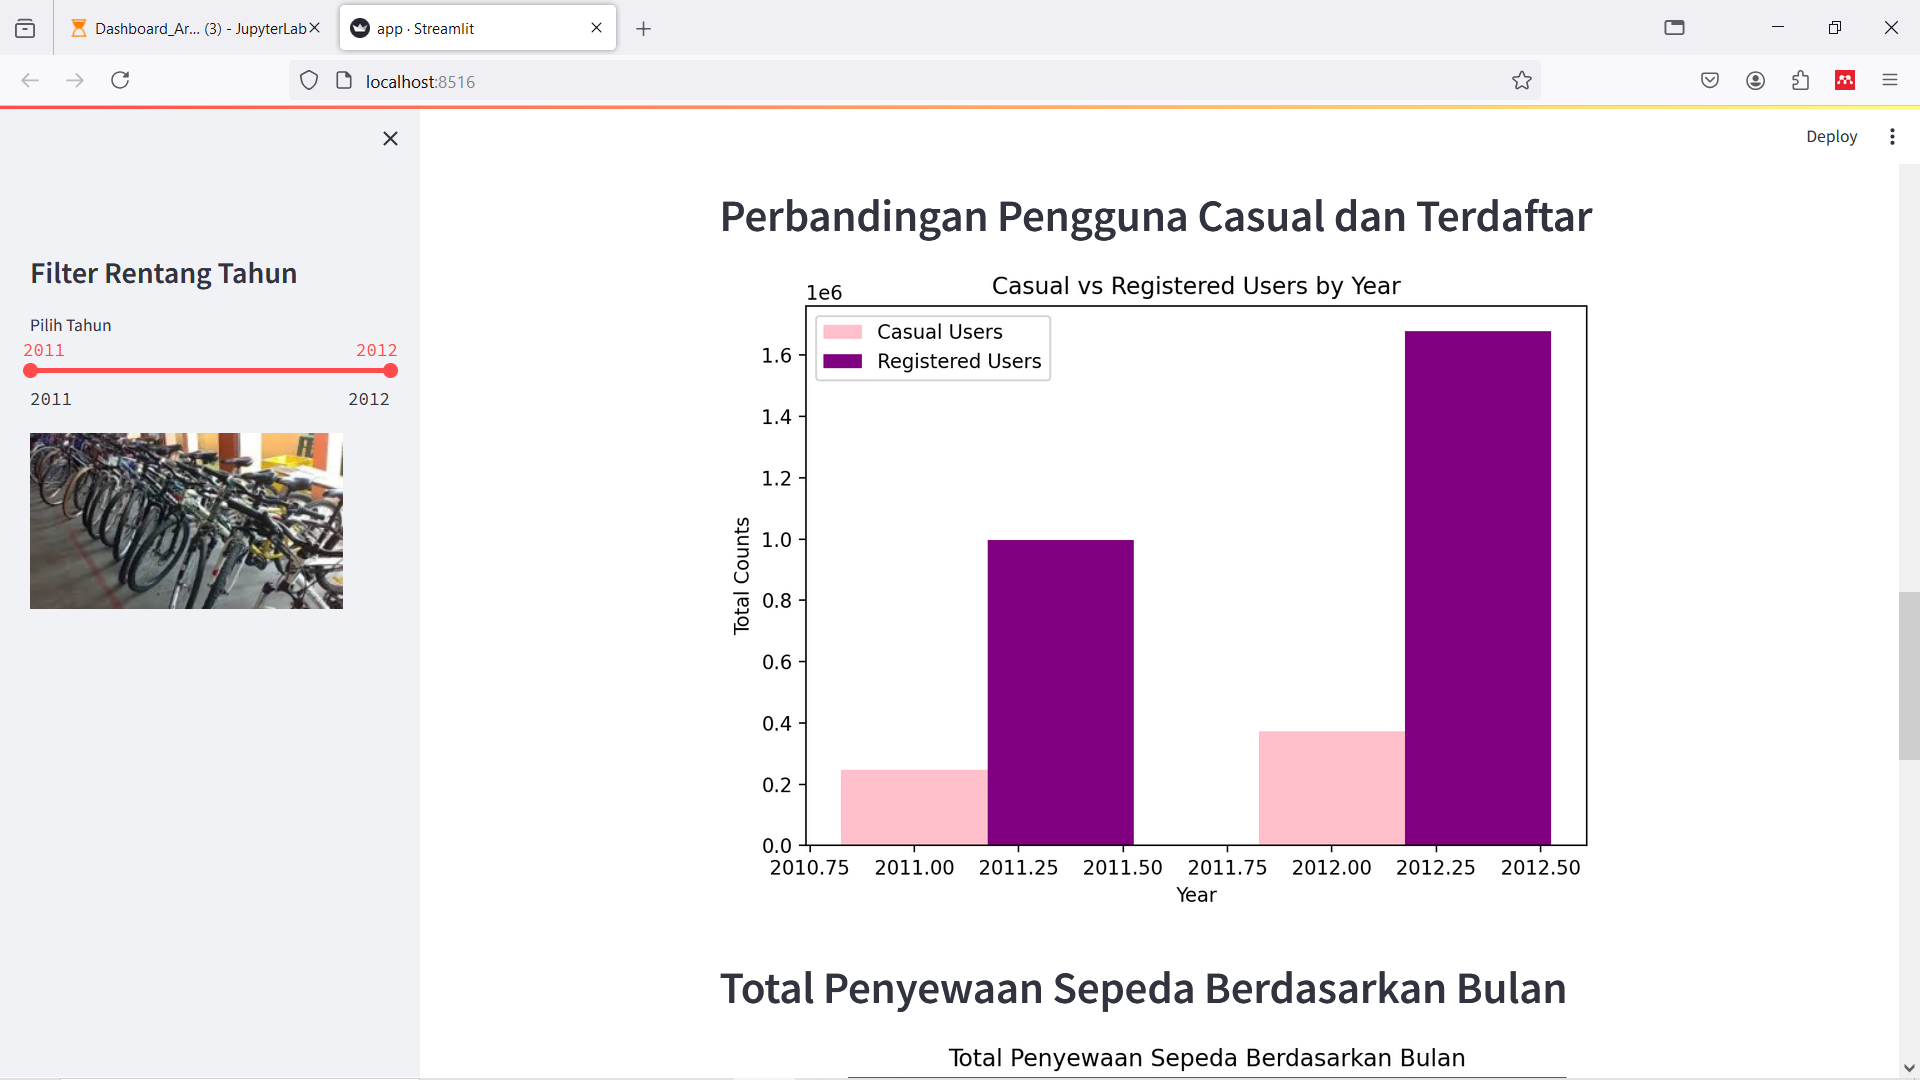 Dashboard_Ar... (3) - JupyterLab
app · Streamlit
localhost:8516
Deploy
Filter Rentang Tahun
Pilih Tahun
2011 2012
2011 2012
Perbandingan Pengguna Casual dan Terdaftar
Casual vs Registered Users by Year
1e6
Casual Users
Registered Users
1.6
1.4
1.2
1.0
0.8
0.6
0.4
0.2
0.0
Total Counts
2010.75 2011.00 2011.25 2011.50 2011.75 2012.00 2012.25 2012.50
Year
Total Penyewaan Sepeda Berdasarkan Bulan
Total Penyewaan Sepeda Berdasarkan Bulan